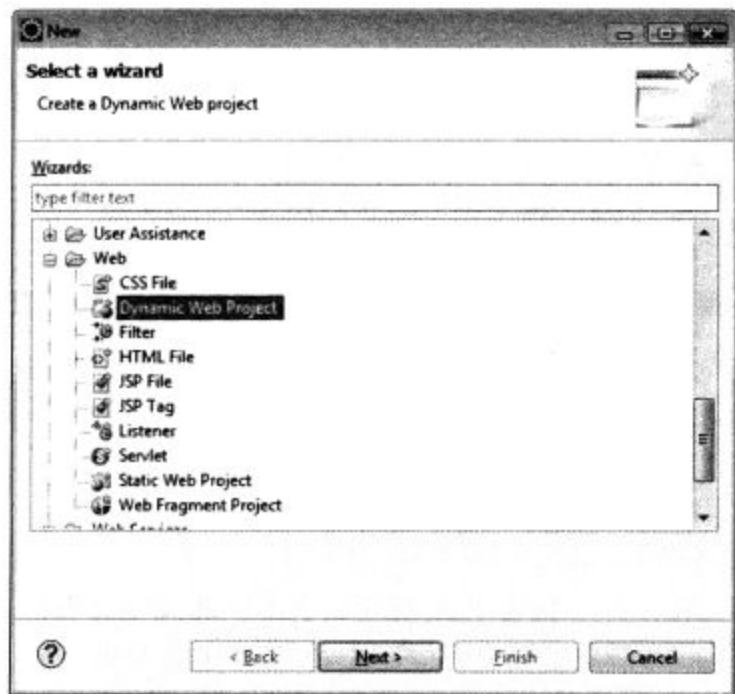 New
Select a wizard
Create a Dynamic Web project
Wizards:
type filter text
User Assistance
Web
CSS File
Dynamic Web Project
Filter
HTML File
JSP File
JSP Tag
Listener
Servlet
Static Web Project
Web Fragment Project
Web Services
? < Back Next > Finish Cancel